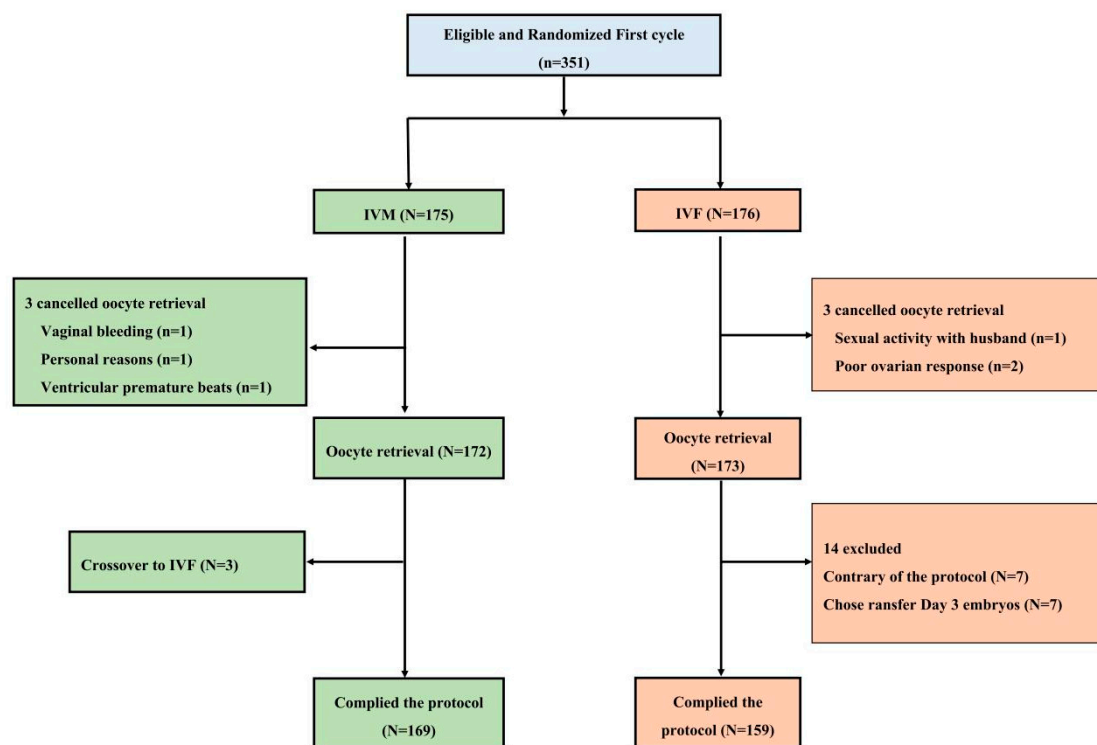 Eligible and Randomized First cycle
(n=351)
IVM (N=175)
IVF (N=176)
3 cancelled oocyte retrieval
Vaginal bleeding (n=1)
Personal reasons (n=1)
Ventricular premature beats (n=1)
3 cancelled oocyte retrieval
Sexual activity with husband (n=1)
Poor ovarian response (n=2)
Oocyte retrieval (N=172)
Oocyte retrieval
(N=173)
Crossover to IVF (N=3)
14 excluded
Contrary of the protocol (N=7)
Chose ransfer Day 3 embryos (N=7)
Complied the protocol
(N=169)
Complied the
protocol (N=159)